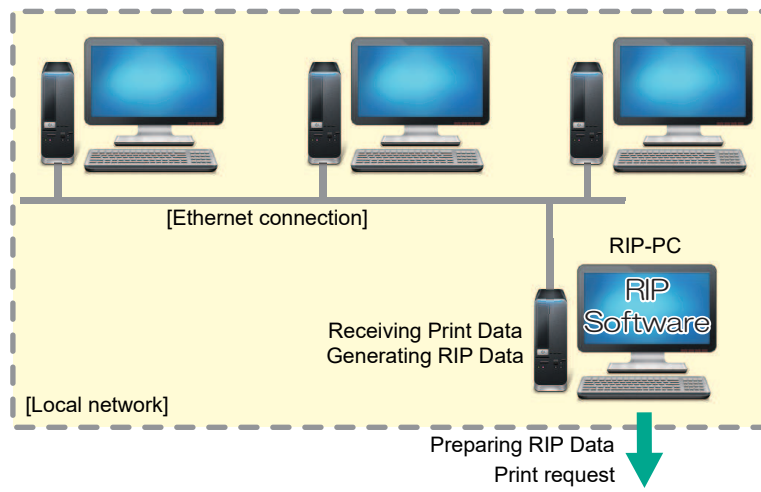 [Ethernet connection]
RIP-PC
RIP
Software
Receiving Print Data
Generating RIP Data
[Local network]
Preparing RIP Data
Print request